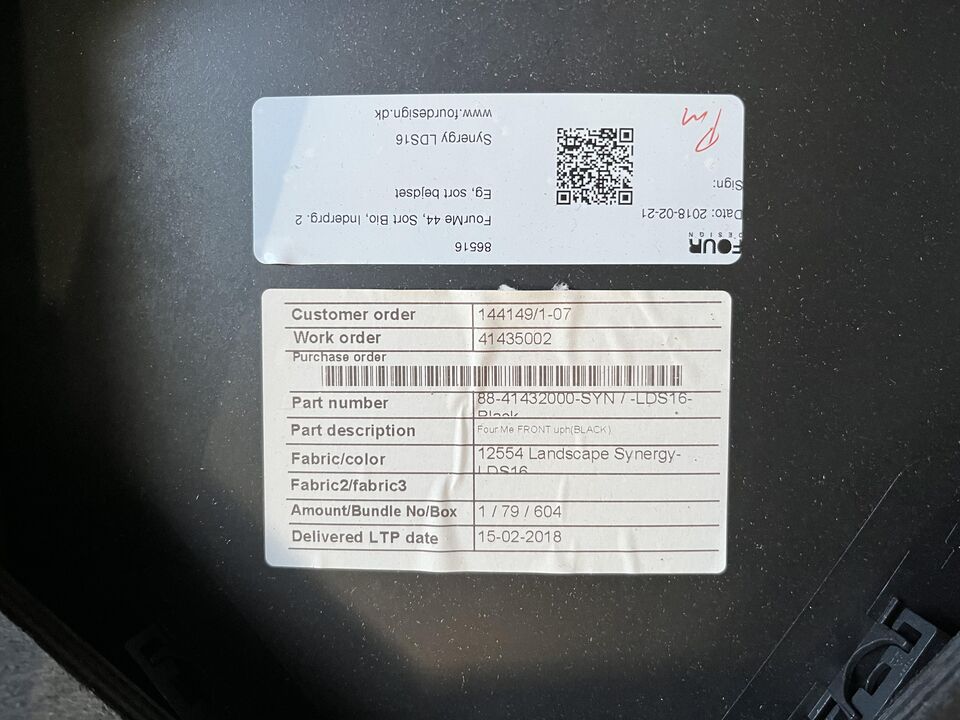 FOUR
DESIGN
86516
Dato: 2018-02-21
FourMe 44, Sort Bio, Inderprg. 2
Sign:
Eg, sort bejdset
Synergy LDS16
www.fourdesign.dk
Customer order 144149/1-07
Work order 41435002
Purchase order
Part number 88-41432000-SYN / -LDS16-
Black
Part description Four Me FRONT uph(BLACK)
Fabric/color 12554 Landscape Synergy-
LDS16
Fabric2/fabric3
Amount/Bundle No/Box 1 / 79 / 604
Delivered LTP date 15-02-2018